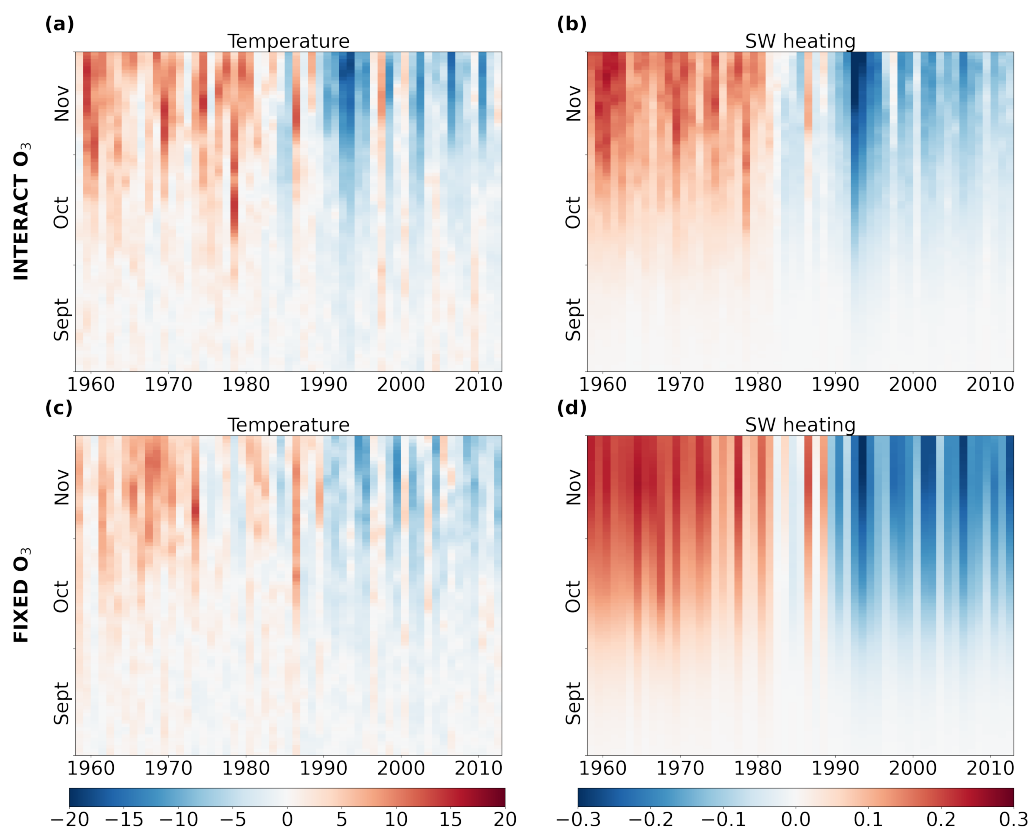 (a)
Temperature
(b)
SW heating
INTERACT O₃
Nov
Oct
Sept
Nov
Oct
Sept
1960 1970 1980 1990 2000 2010
1960 1970 1980 1990 2000 2010
(c)
Temperature
(d)
SW heating
FIXED O₃
Nov
Oct
Sept
Nov
Oct
Sept
1960 1970 1980 1990 2000 2010
1960 1970 1980 1990 2000 2010
−20 −15 −10 −5 0 5 10 15 20
−0.3 −0.2 −0.1 0.0 0.1 0.2 0.3